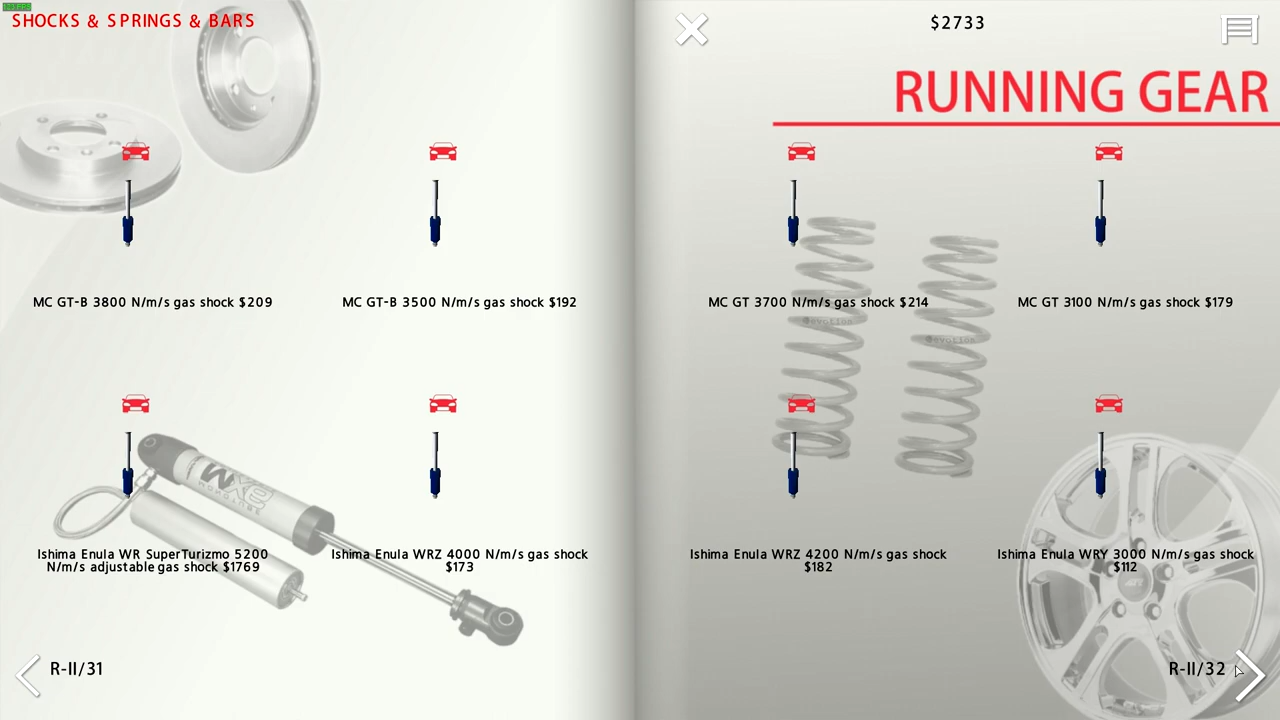 SHOCKS & SPRINGS & BARS
$2733
RUNNING GEAR
MC GT-B 3800 N/m/s gas shock $209
MC GT-B 3500 N/m/s gas shock $192
MC GT 3700 N/m/s gas shock $214
MC GT 3100 N/m/s gas shock $179
Ishima Enula WR SuperTurizmo 5200
N/m/s adjustable gas shock $1769
Ishima Enula WRZ 4000 N/m/s gas shock
$173
Ishima Enula WRZ 4200 N/m/s gas shock
$182
Ishima Enula WRY 3000 N/m/s gas shock
$112
R-II/31
R-II/32